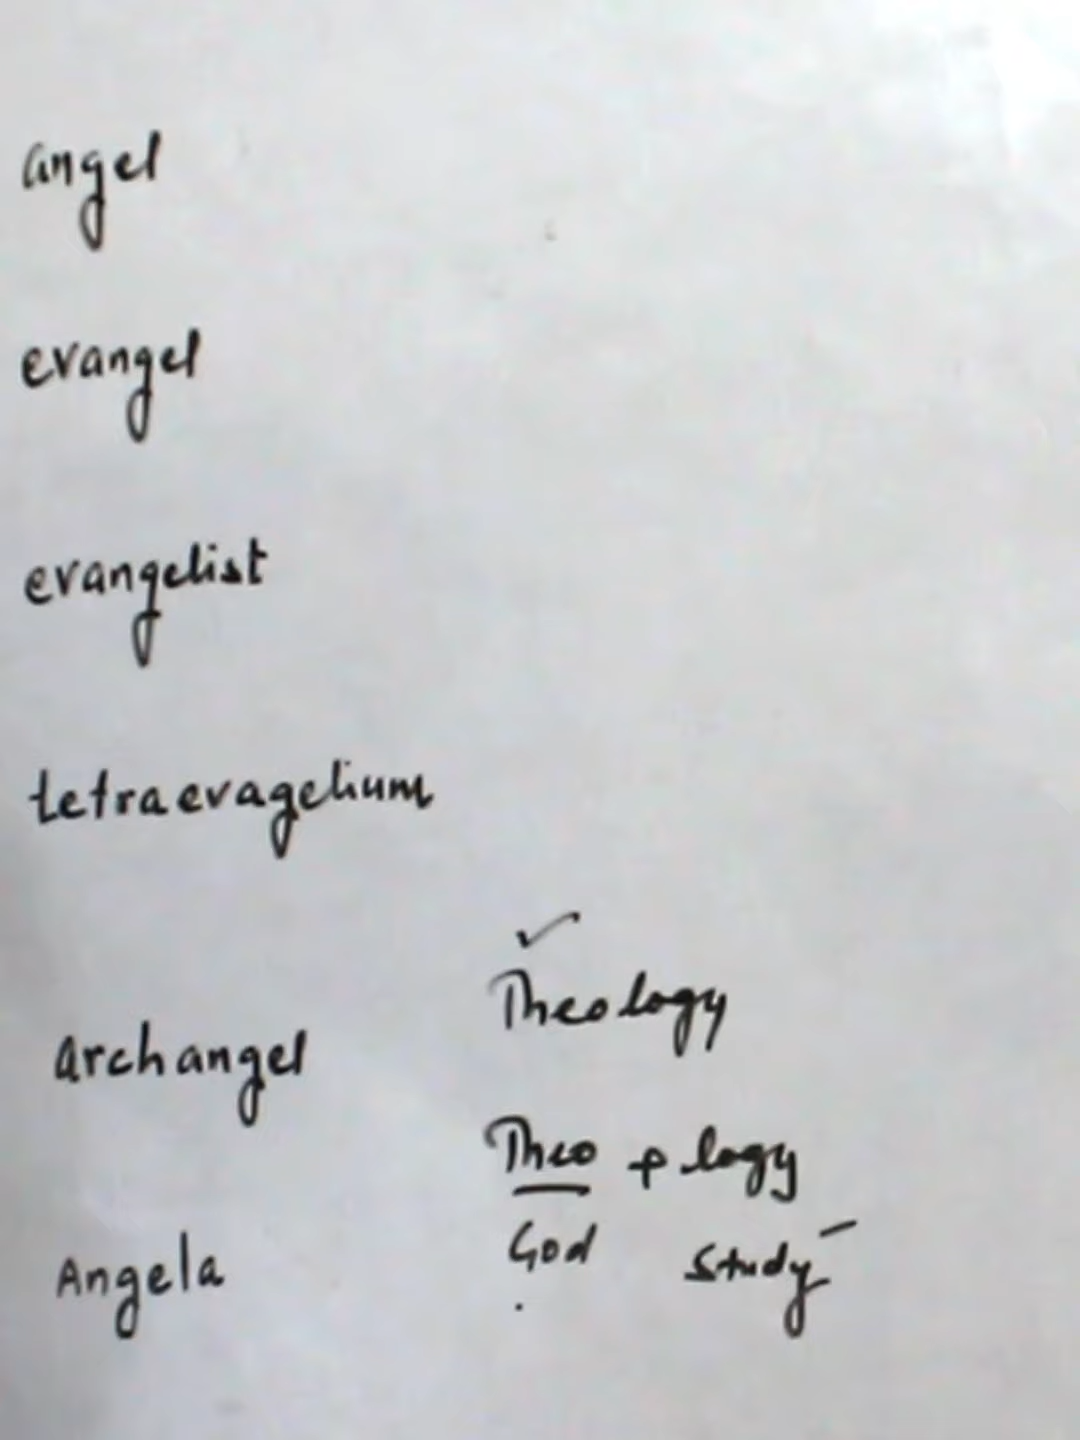 angel
evangel
evangelist
tetraevagelium
✓
Theology
archangel
Theo + logy
God study
Angela